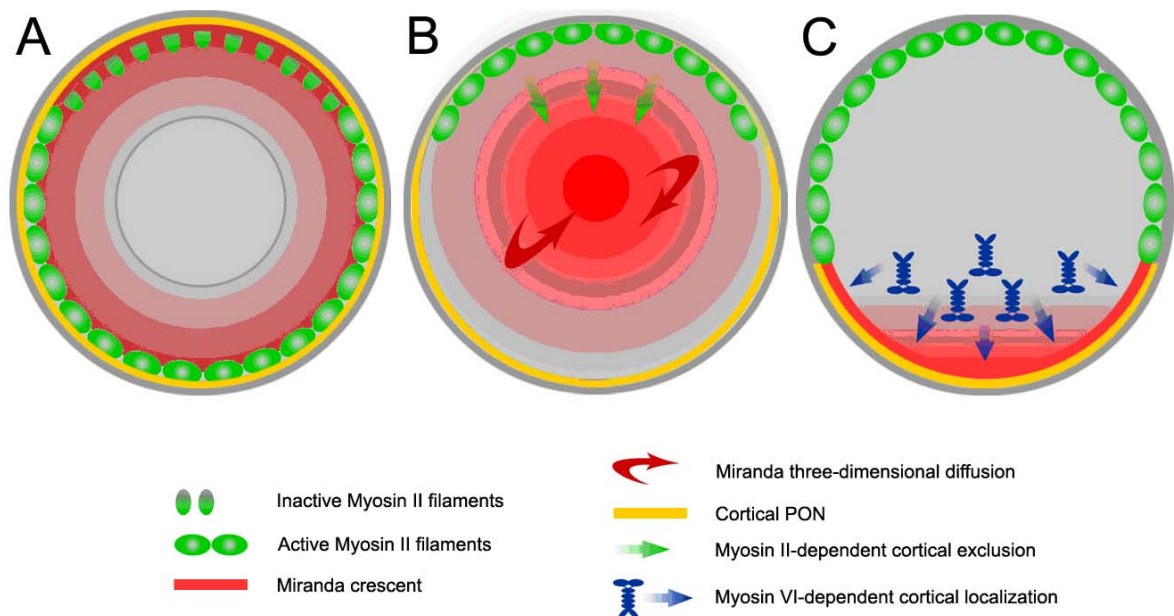 A
B
C
Inactive Myosin II filaments
Active Myosin II filaments
Miranda crescent
Miranda three-dimensional diffusion
Cortical PON
Myosin II-dependent cortical exclusion
Myosin VI-dependent cortical localization